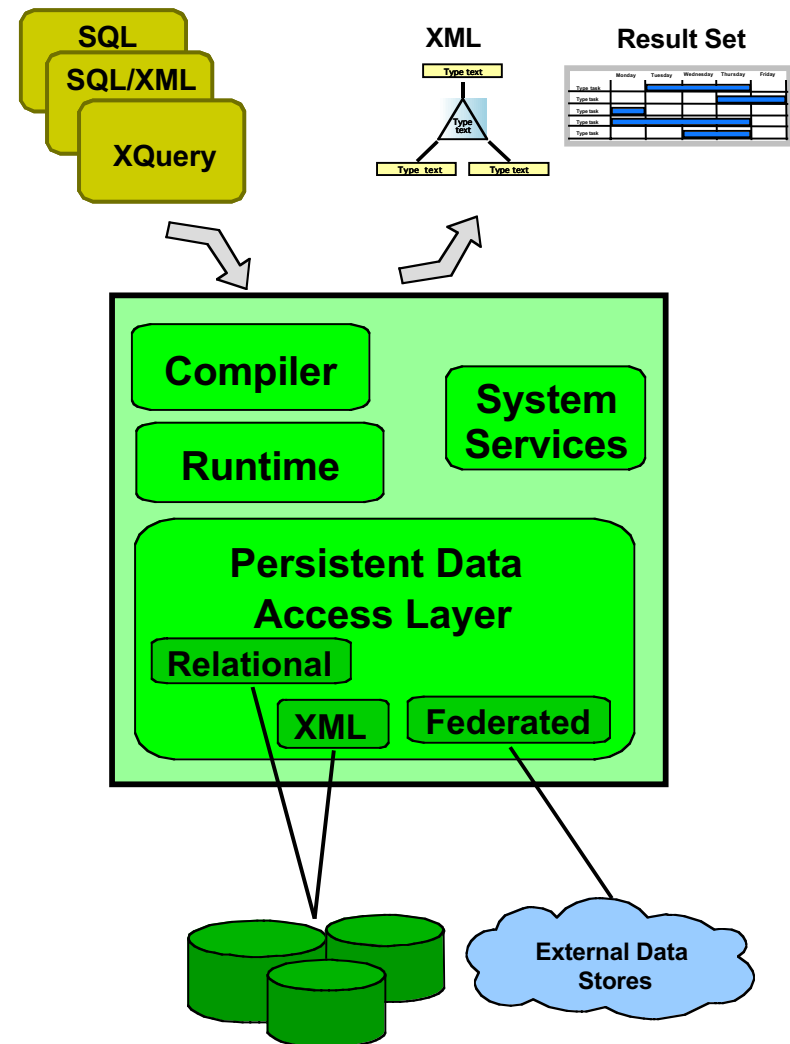 SQL
SQL/XML
XQuery
XML
Type text
Type
text
Type text
Type text
Result Set
Monday Tuesday Wednesday Thursday Friday
Type task
Type task
Type task
Type task
Type task
Compiler
System
Services
Runtime
Persistent Data
Access Layer
Relational
XML
Federated
External Data
Stores